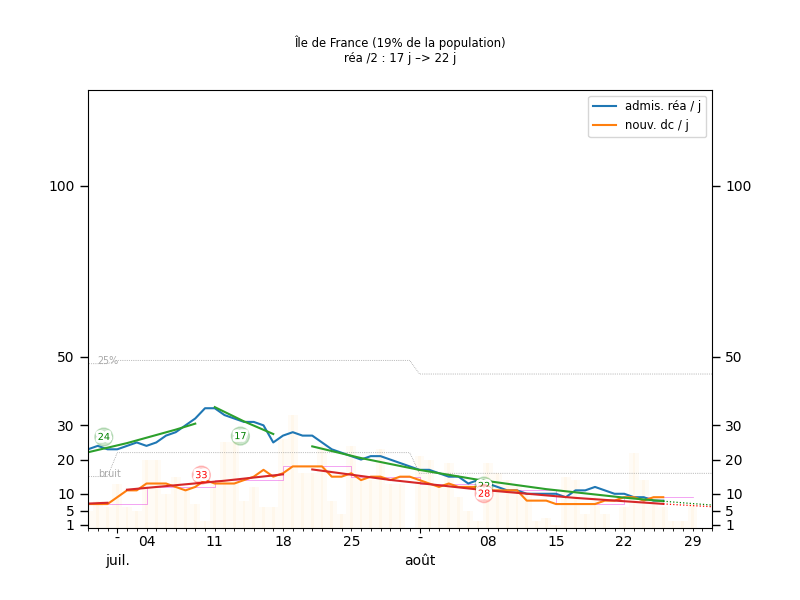 Île de France (19% de la population)
réa /2 : 17 j –> 22 j
admis. réa / j
nouv. dc / j
100 100
50 50
25%
30 30
24 17
20 20
bruit 33
22
10 28 10
5 5
1 1
- 04 11 18 25 - 08 15 22 29
juil. août